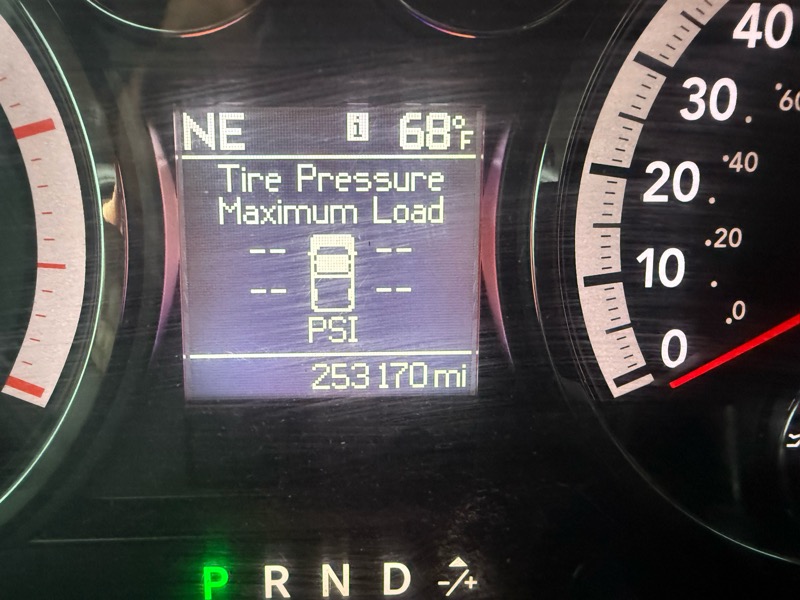 NE i 68°F
Tire Pressure
Maximum Load
-- --
-- --
PSI
253170 mi
P R N D -/+
40
30
20
10
0
60
40
20
0